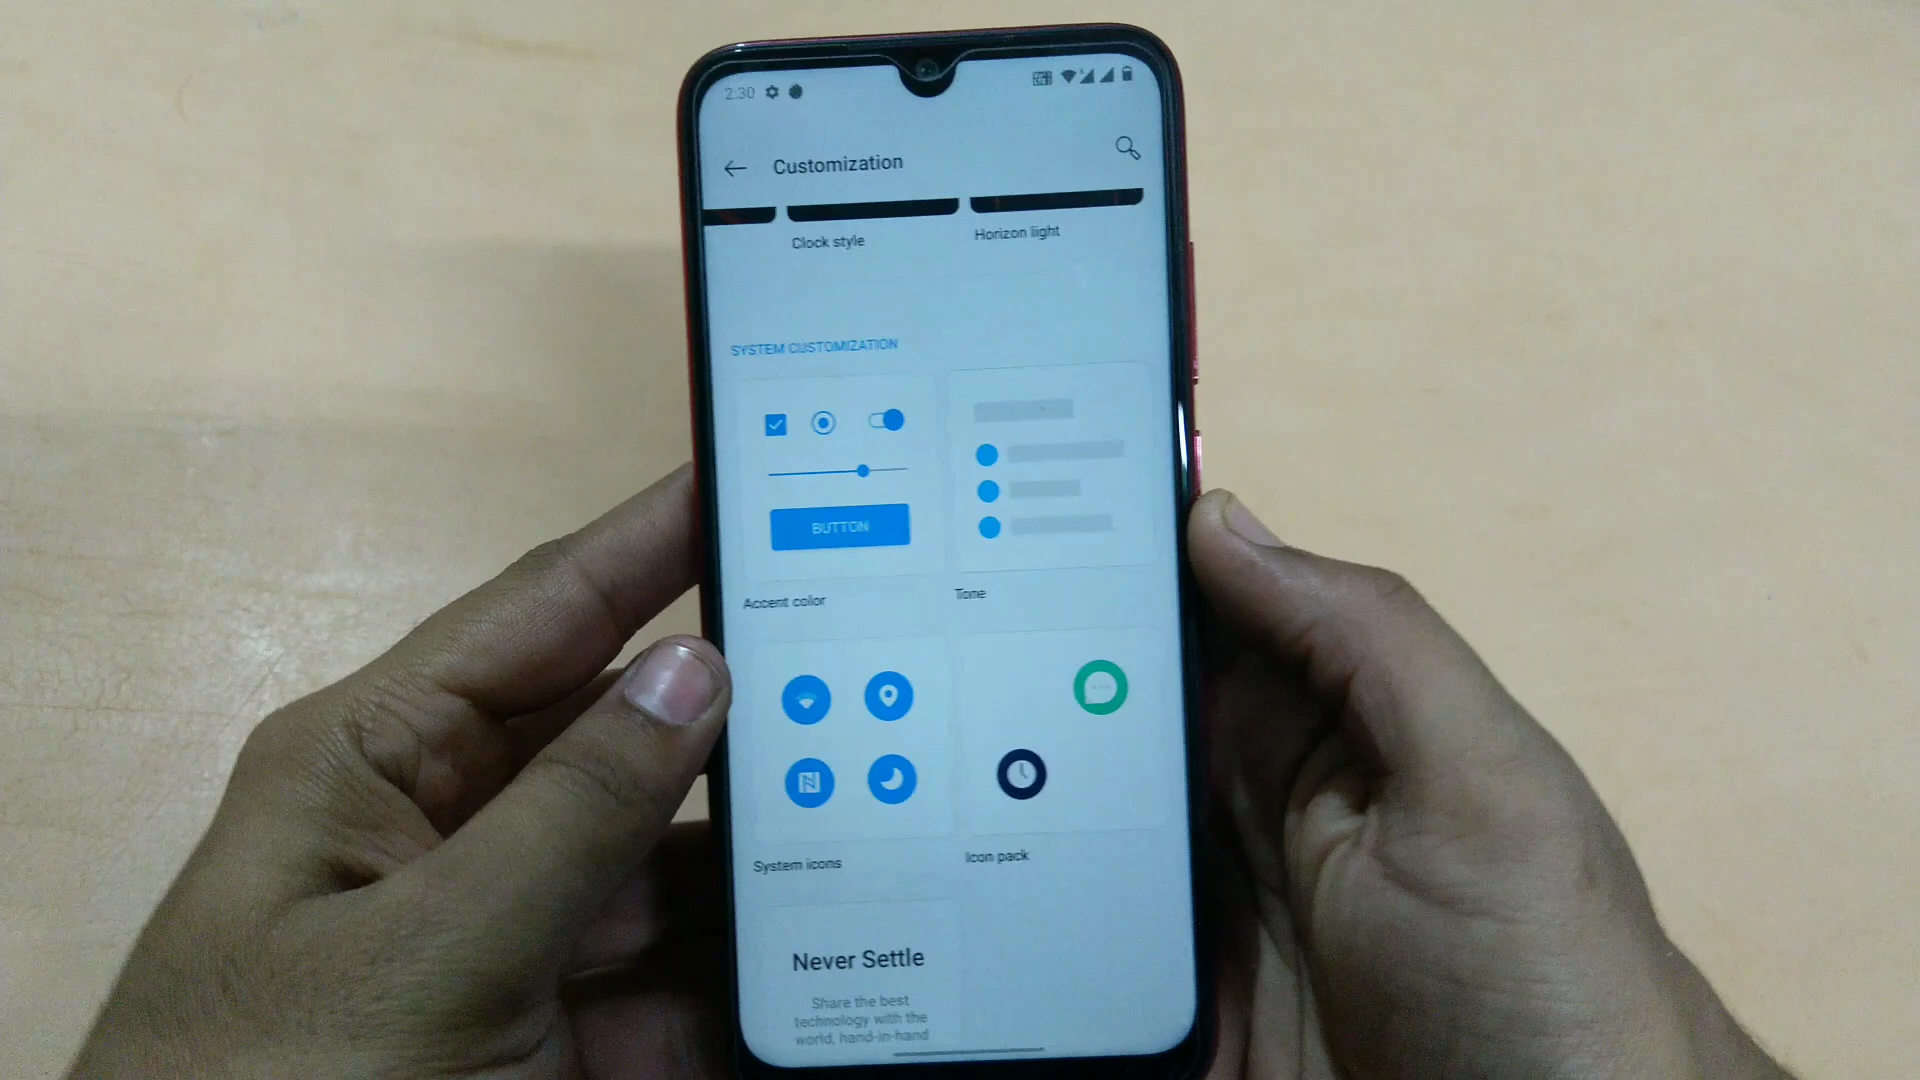 2:30
Customization
Clock style
Horizon light
SYSTEM CUSTOMIZATION
BUTTON
Accent color
Tone
System icons
Icon pack
Never Settle
Share the best
technology with the
world, hand-in-hand